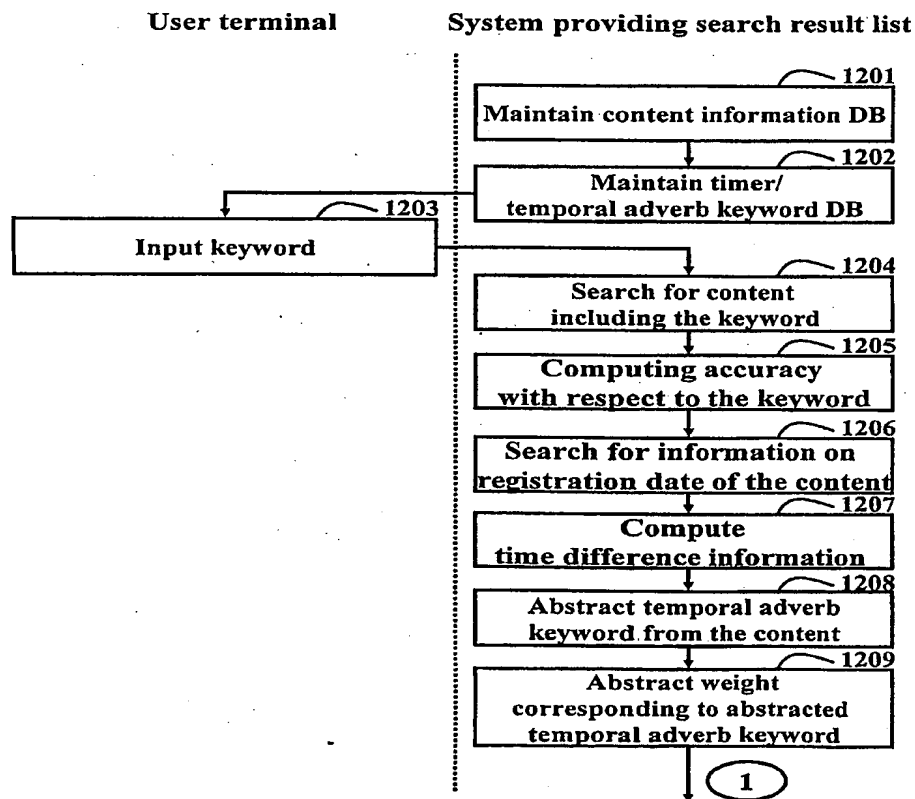 User terminal
System providing search result list
1201
Maintain content information DB
1202
Maintain timer/
temporal adverb keyword DB
1203
Input keyword
1204
Search for content
including the keyword
1205
Computing accuracy
with respect to the keyword
1206
Search for information on
registration date of the content
1207
Compute
time difference information
1208
Abstract temporal adverb
keyword from the content
1209
Abstract weight
corresponding to abstracted
temporal adverb keyword
1